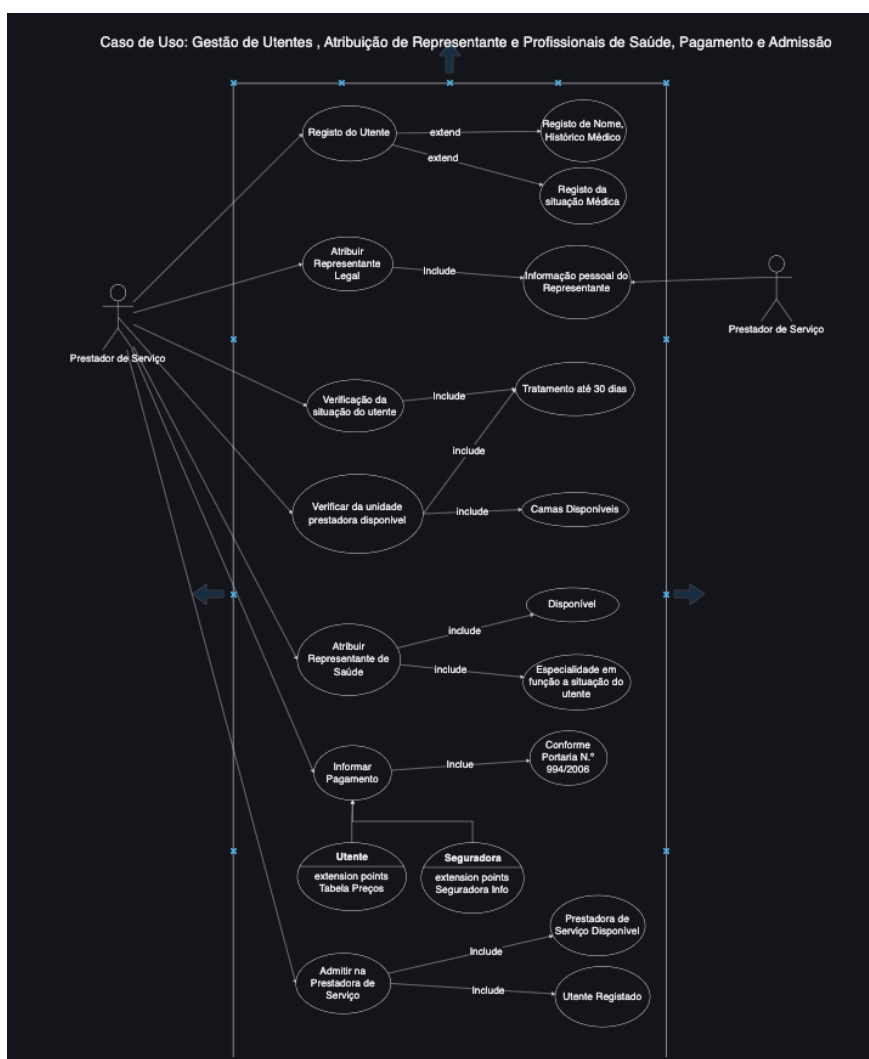 Caso de Uso: Gestão de Utentes , Atribuição de Representante e Profissionais de Saúde, Pagamento e Admissão
Registo do Utente
extend
extend
Registo de Nome,
Histórico Médico
Registo da
situação Médica
Atribuir
Representante
Legal
Include
Informação pessoal do
Representante
Prestador de Serviço
Prestador de Serviço
Verificação da
situação do utente
Include
Tratamento até 30 dias
include
Verificar da unidade
prestadora disponivel
include
Camas Disponíveis
Atribuir
Representante de
Saúde
include
include
Disponível
Especialidade em
função a situação do
utente
Informar
Pagamento
Inclue
Conforme
Portaria N.º
994/2006
Utente
extension points
Tabela Preços
Seguradora
extension points
Seguradora Info
Admitir na
Prestadora de
Serviço
Include
Include
Prestadora de
Serviço Disponivel
Utente Registado